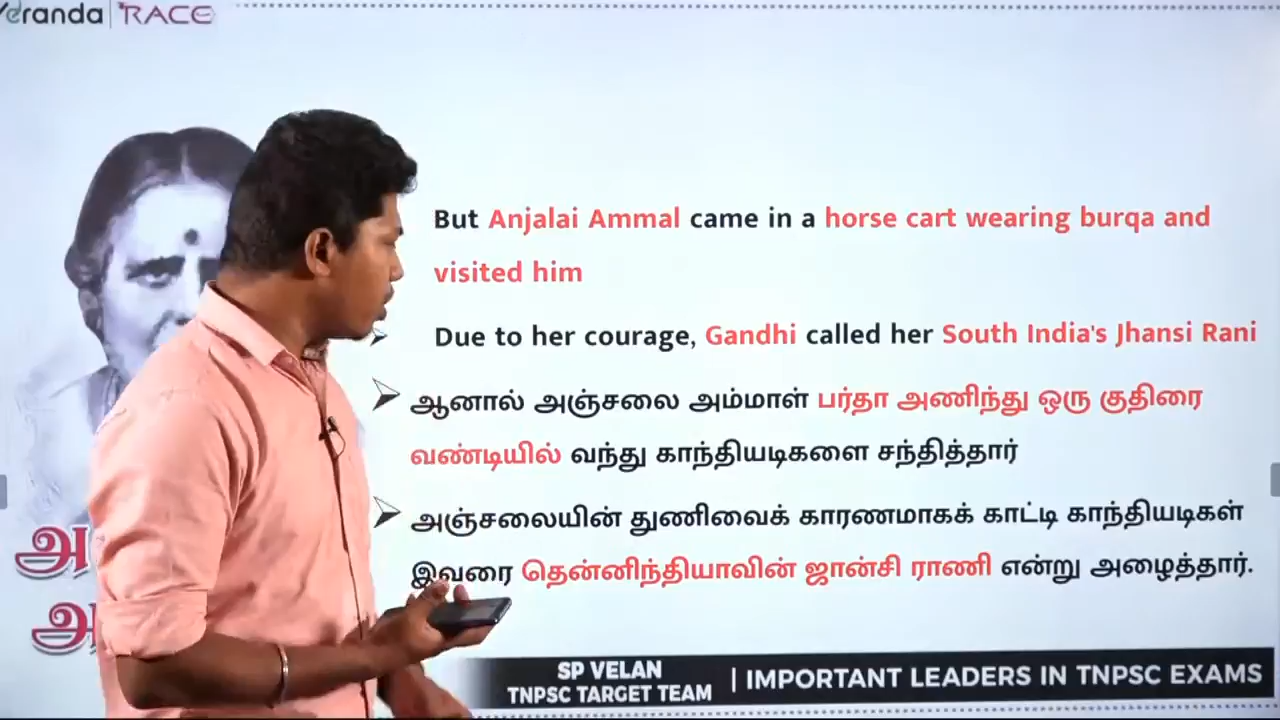 Veranda RACE
But Anjalai Ammal came in a horse cart wearing burqa and
visited him
Due to her courage, Gandhi called her South India's Jhansi Rani
ஆனால் அஞ்சலை அம்மாள் பர்தா அணிந்து ஒரு குதிரை
வண்டியில் வந்து காந்தியடிகளை சந்தித்தார்
அஞ்சலையின் துணிவைக் காரணமாகக் காட்டி காந்தியடிகள்
இவரை தென்னிந்தியாவின் ஜான்சி ராணி என்று அழைத்தார்.
அ
அ
SP VELAN
TNPSC TARGET TEAM
IMPORTANT LEADERS IN TNPSC EXAMS